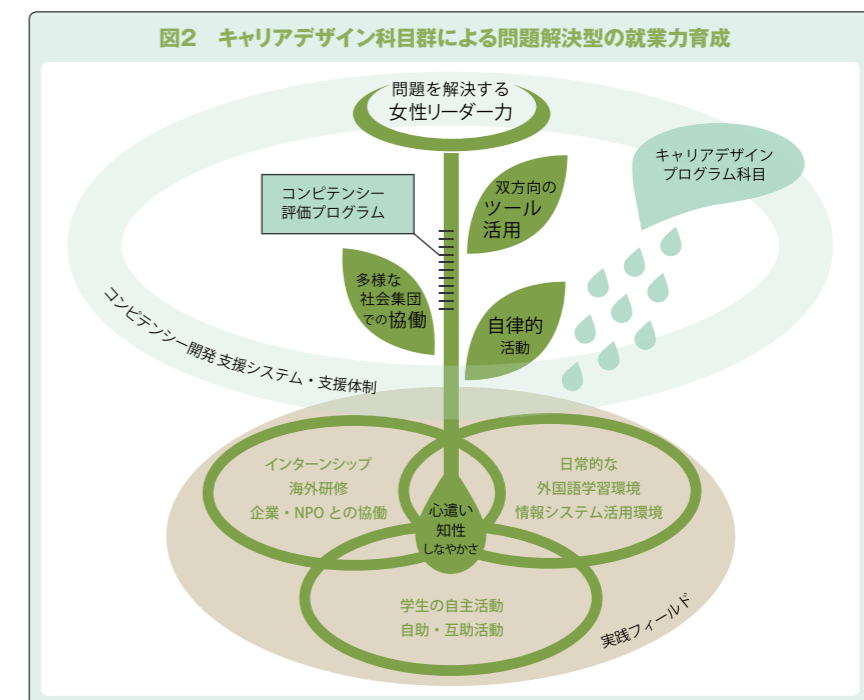 図2 キャリアデザイン科目群による問題解決型の就業力育成
問題を解決する
女性リーダー力
キャリアデザイン
プログラム科目
コンピテンシー
評価プログラム
双方向の
ツール
活用
多様な
社会集団
での協働
自律的
活動
コンピテンシー開発支援システム・支援体制
インターンシップ
海外研修
企業・NPOとの協働
日常的な
外国語学習環境
情報システム活用環境
心遣い
知性
しなやかさ
学生の自主活動
自助・互助活動
実践フィールド